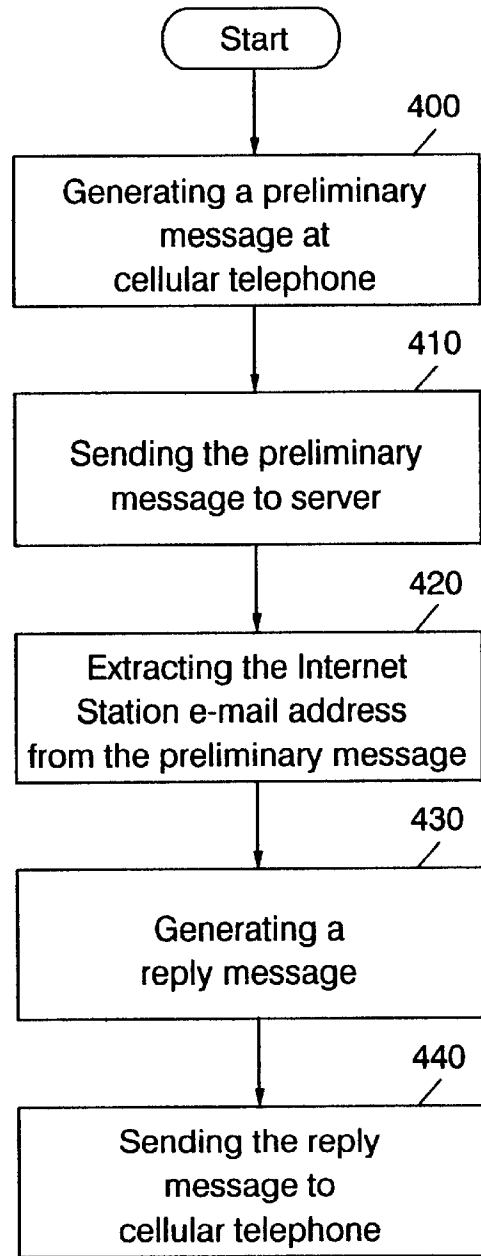 Start
400
Generating a preliminary
message at
cellular telephone
410
Sending the preliminary
message to server
420
Extracting the Internet
Station e-mail address
from the preliminary message
430
Generating a
reply message
440
Sending the reply
message to
cellular telephone